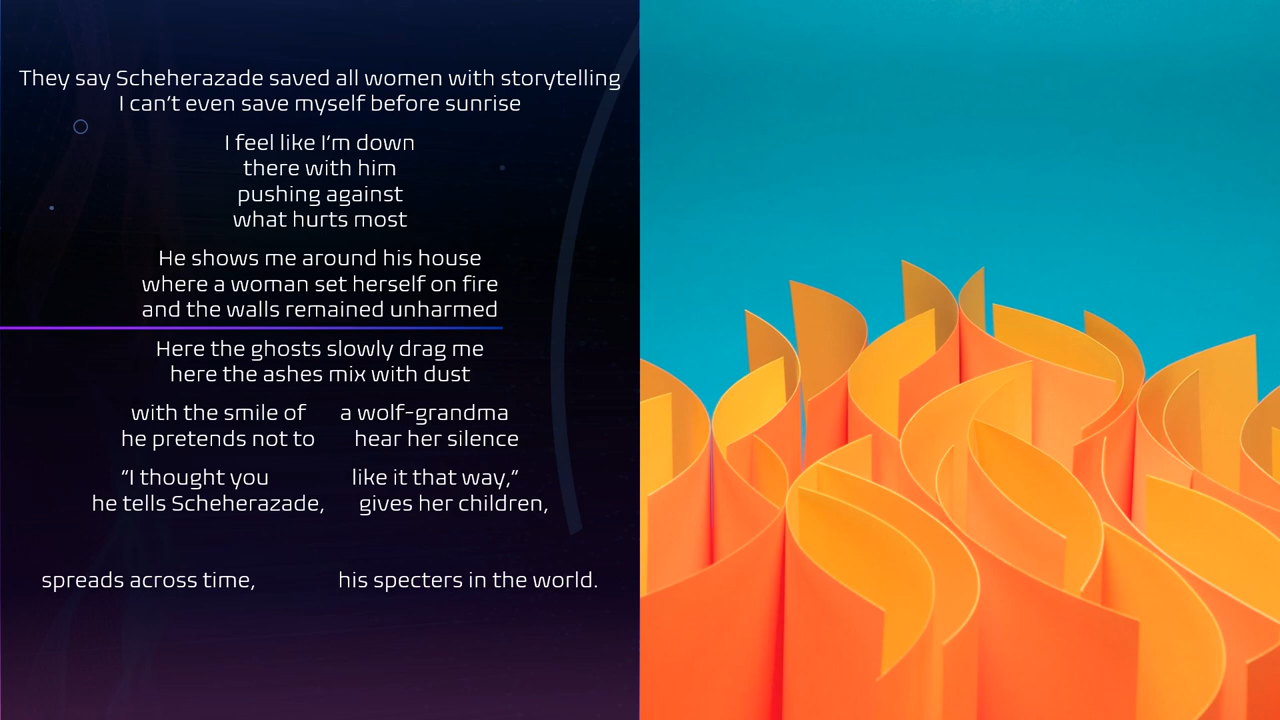 They say Scheherazade saved all women with storytelling
I can't even save myself before sunrise
I feel like I'm down
there with him
pushing against
what hurts most
He shows me around his house
where a woman set herself on fire
and the walls remained unharmed
Here the ghosts slowly drag me
here the ashes mix with dust
with the smile of a wolf-grandma
he pretends not to hear her silence
"I thought you like it that way,"
he tells Scheherazade, gives her children,
spreads across time, his specters in the world.